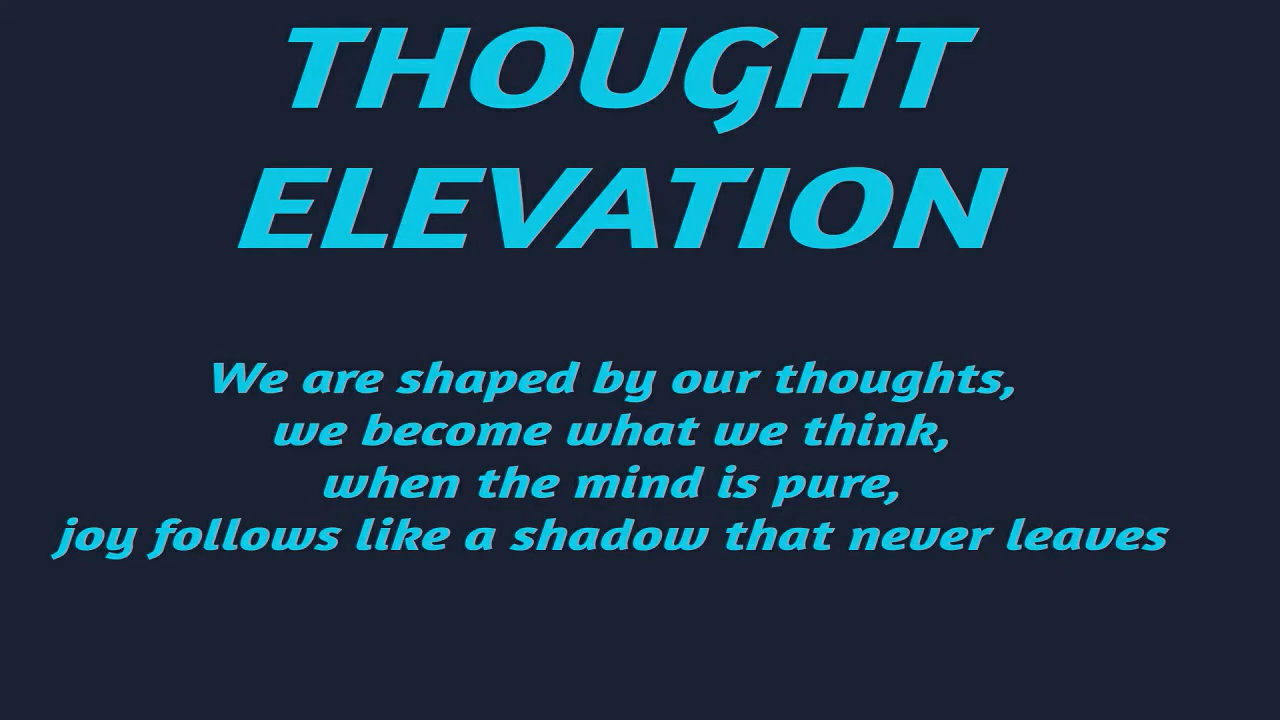 THOUGHT
ELEVATION
We are shaped by our thoughts,
we become what we think,
when the mind is pure,
joy follows like a shadow that never leaves